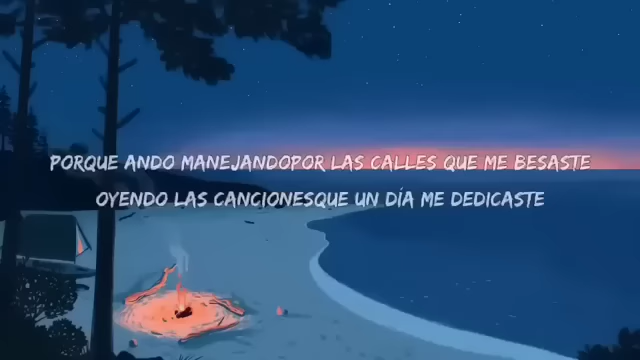 PORQUE ANDO MANEJANDOPOR LAS CALLES QUE ME BESASTE
OYENDO LAS CANCIONESQUE UN DÍA ME DEDICASTE